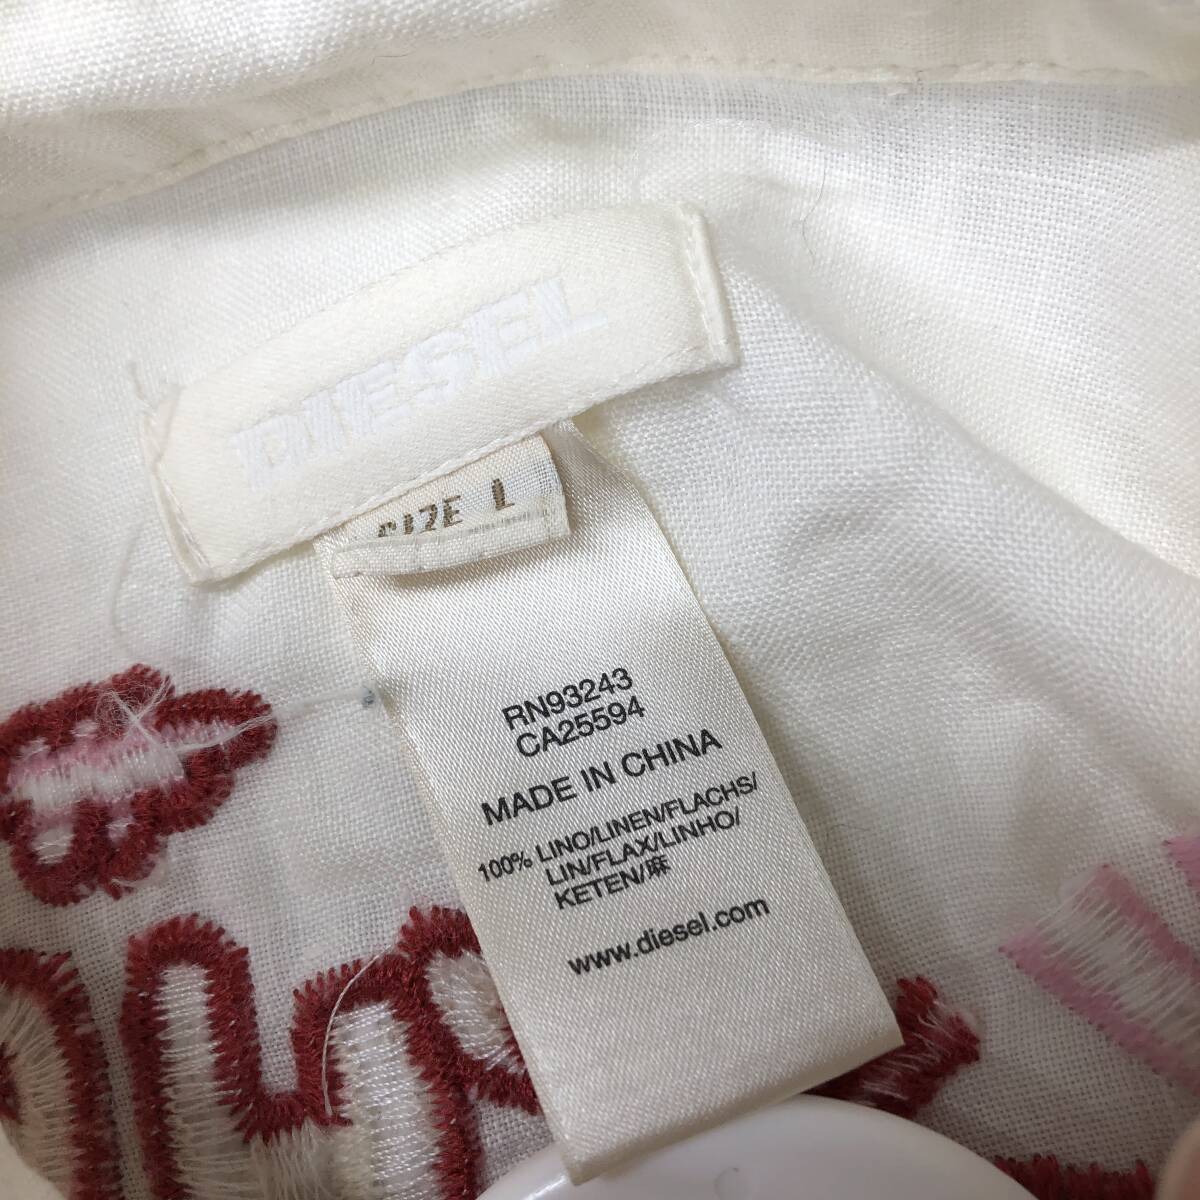 DIESEL
SIZE L
RN93243
CA25594
MADE IN CHINA
100% LINO/LINEN/FLACHS/
LIN/FLAX/LINHO/
KETEN/麻
www.diesel.com